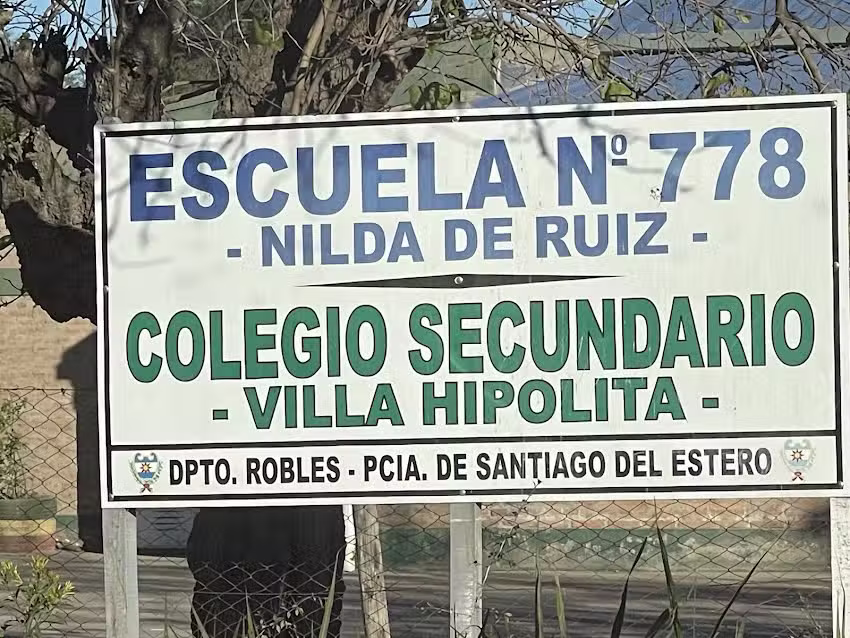 ESCUELA Nº 778
- NILDA DE RUIZ -
COLEGIO SECUNDARIO
- VILLA HIPOLITA -
DPTO. ROBLES - PCIA. DE SANTIAGO DEL ESTERO